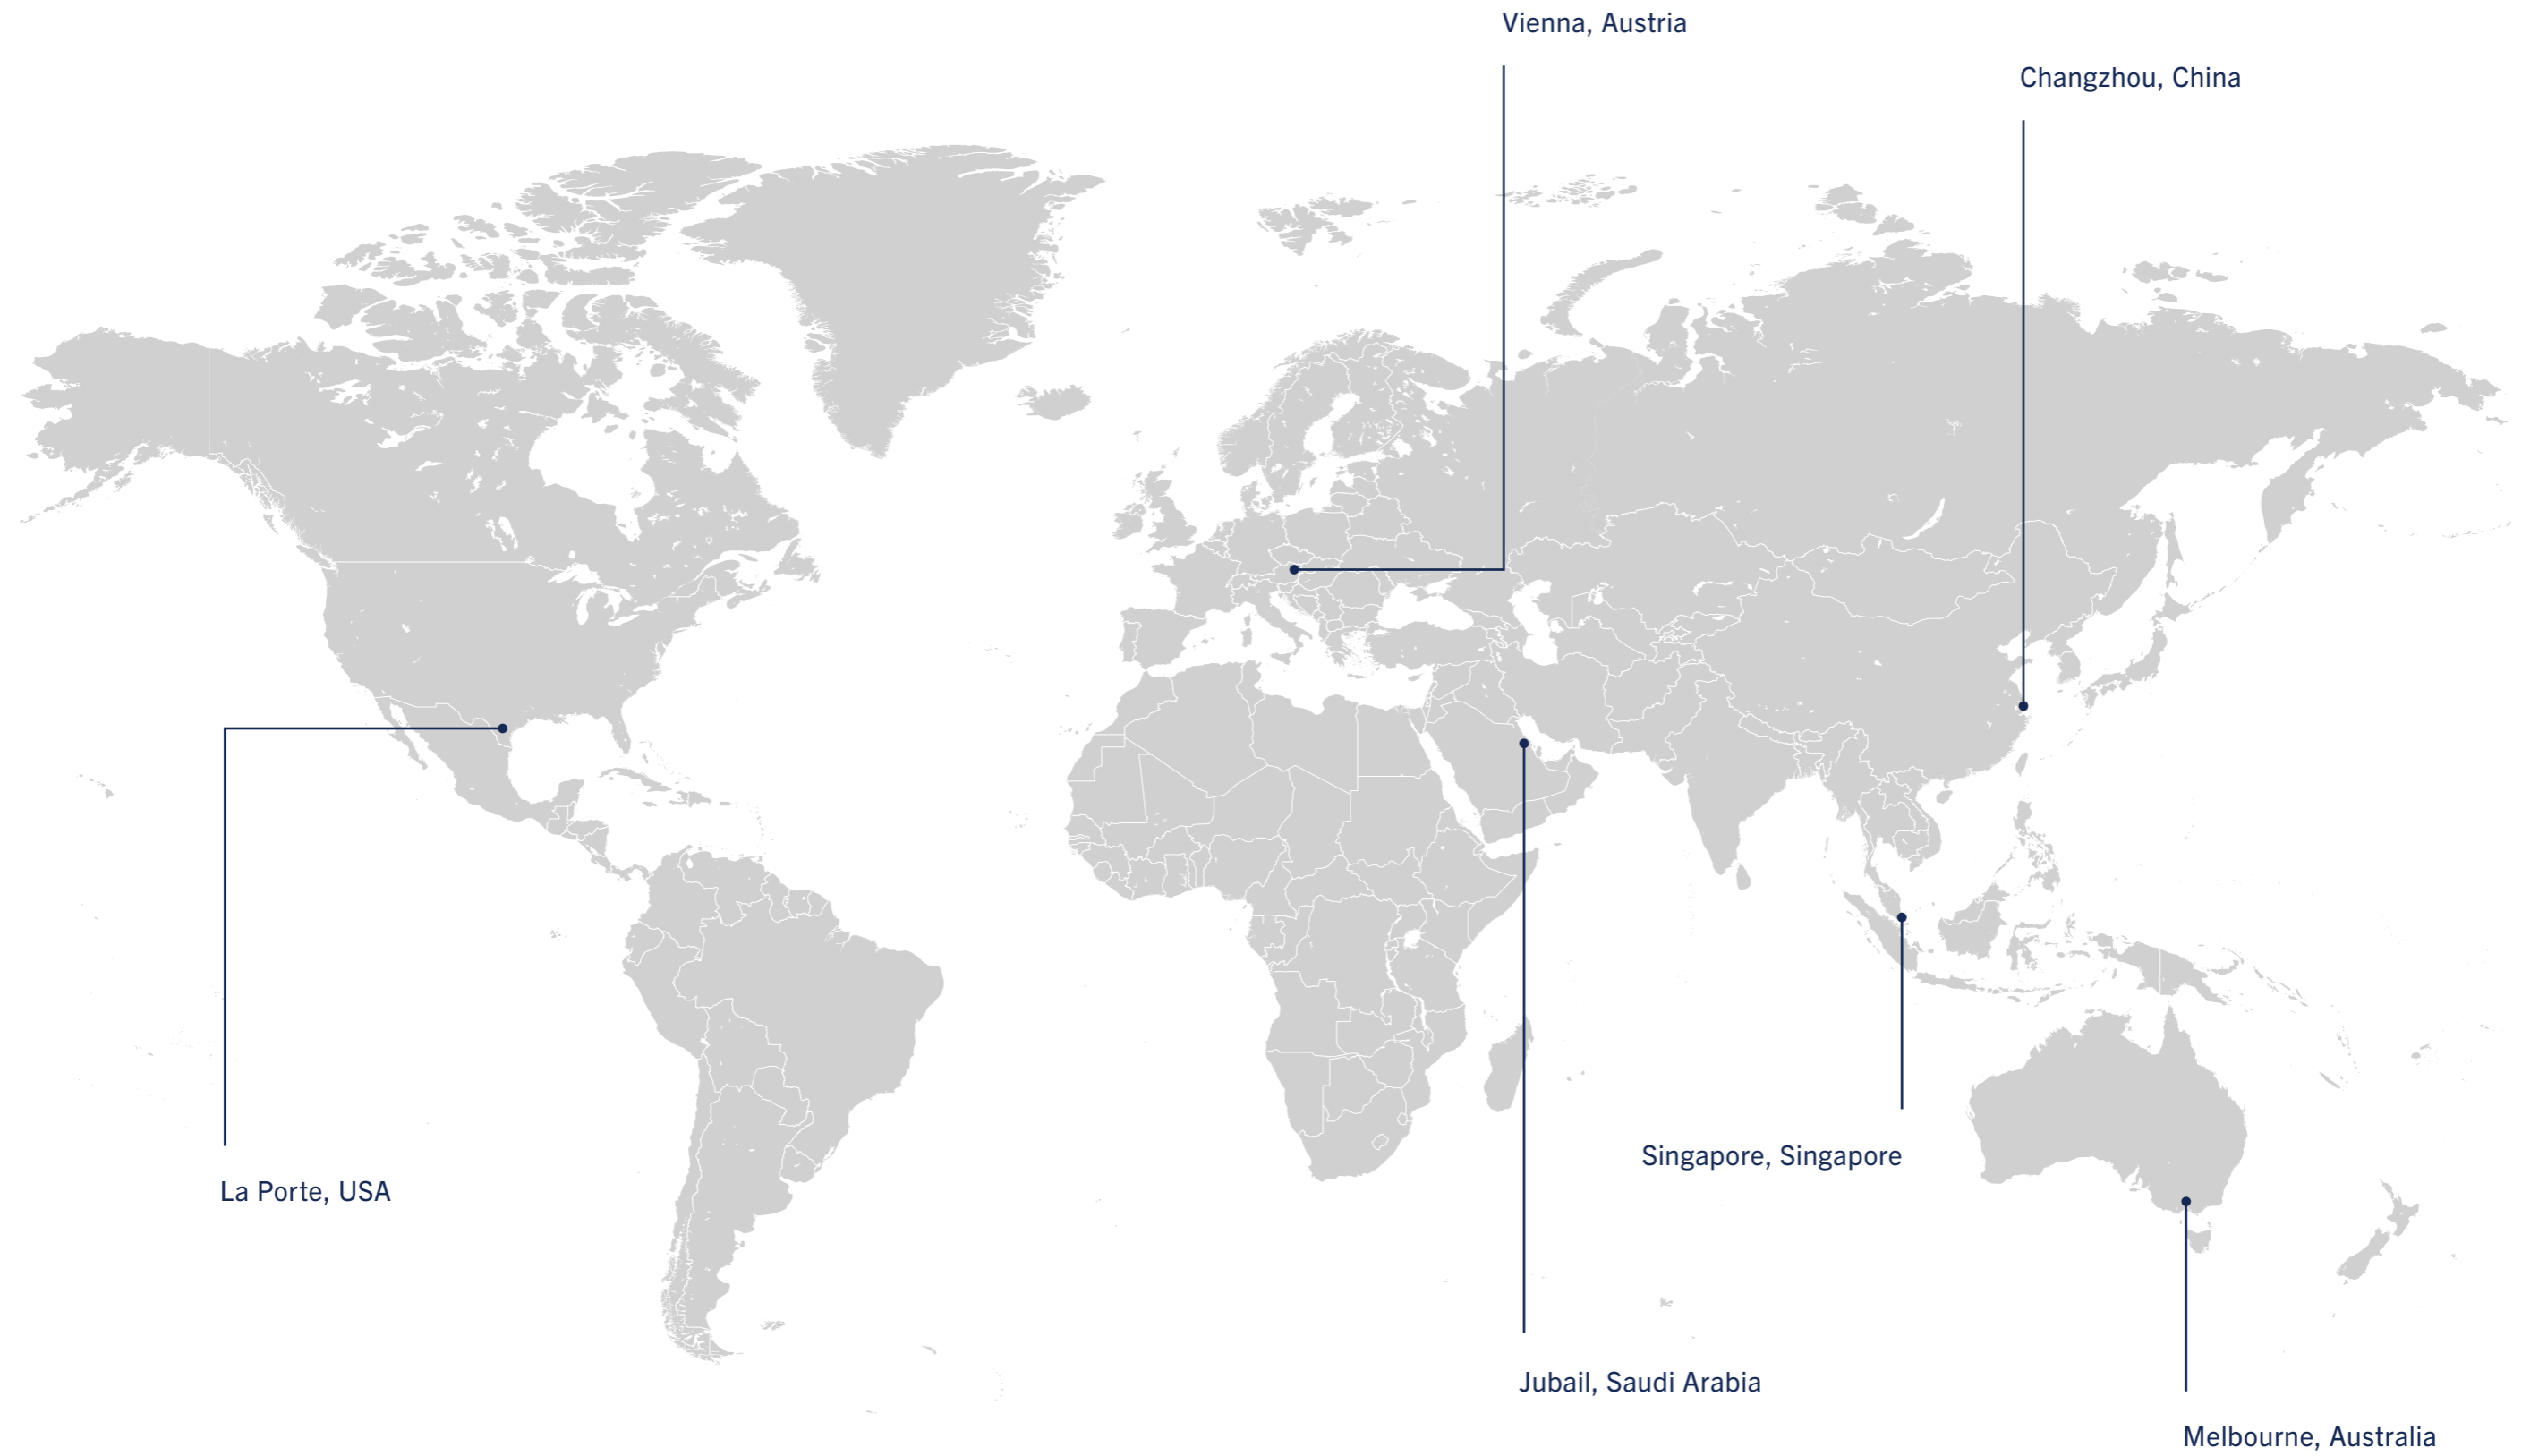 Vienna, Austria
Changzhou, China
Singapore, Singapore
La Porte, USA
Jubail, Saudi Arabia
Melbourne, Australia